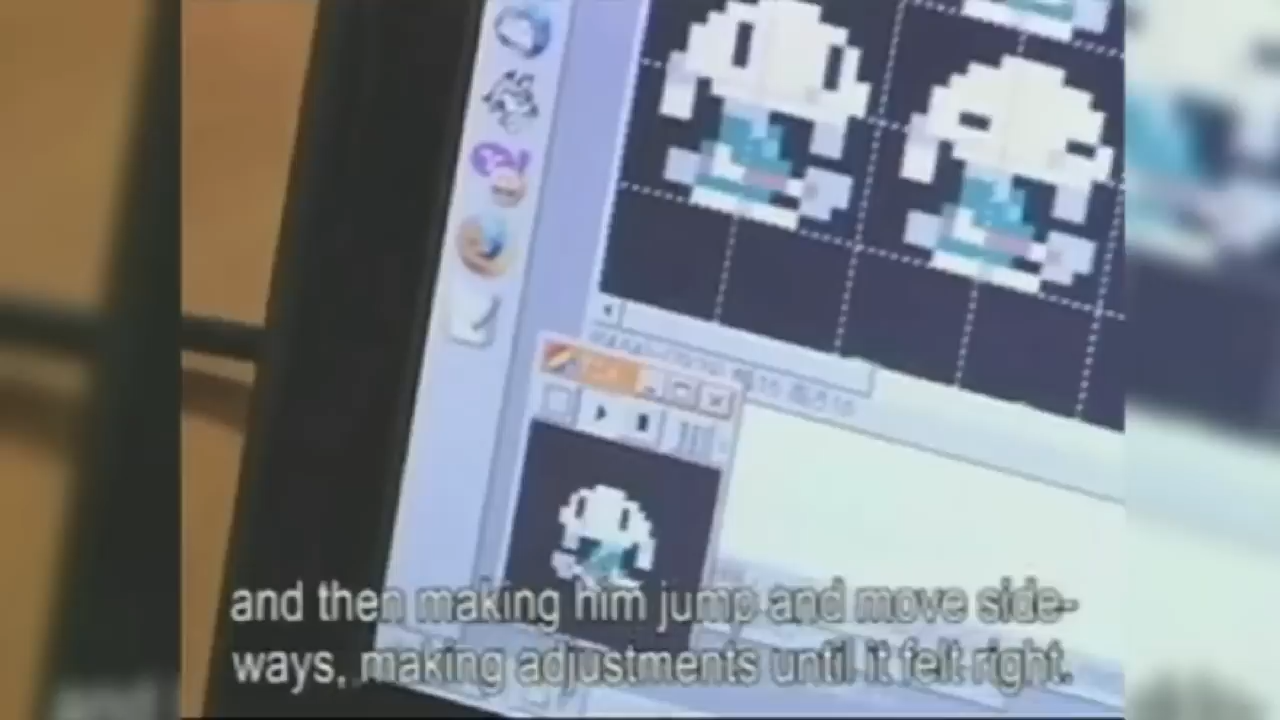 and then making him jump and move side-
ways, making adjustments until it felt right.